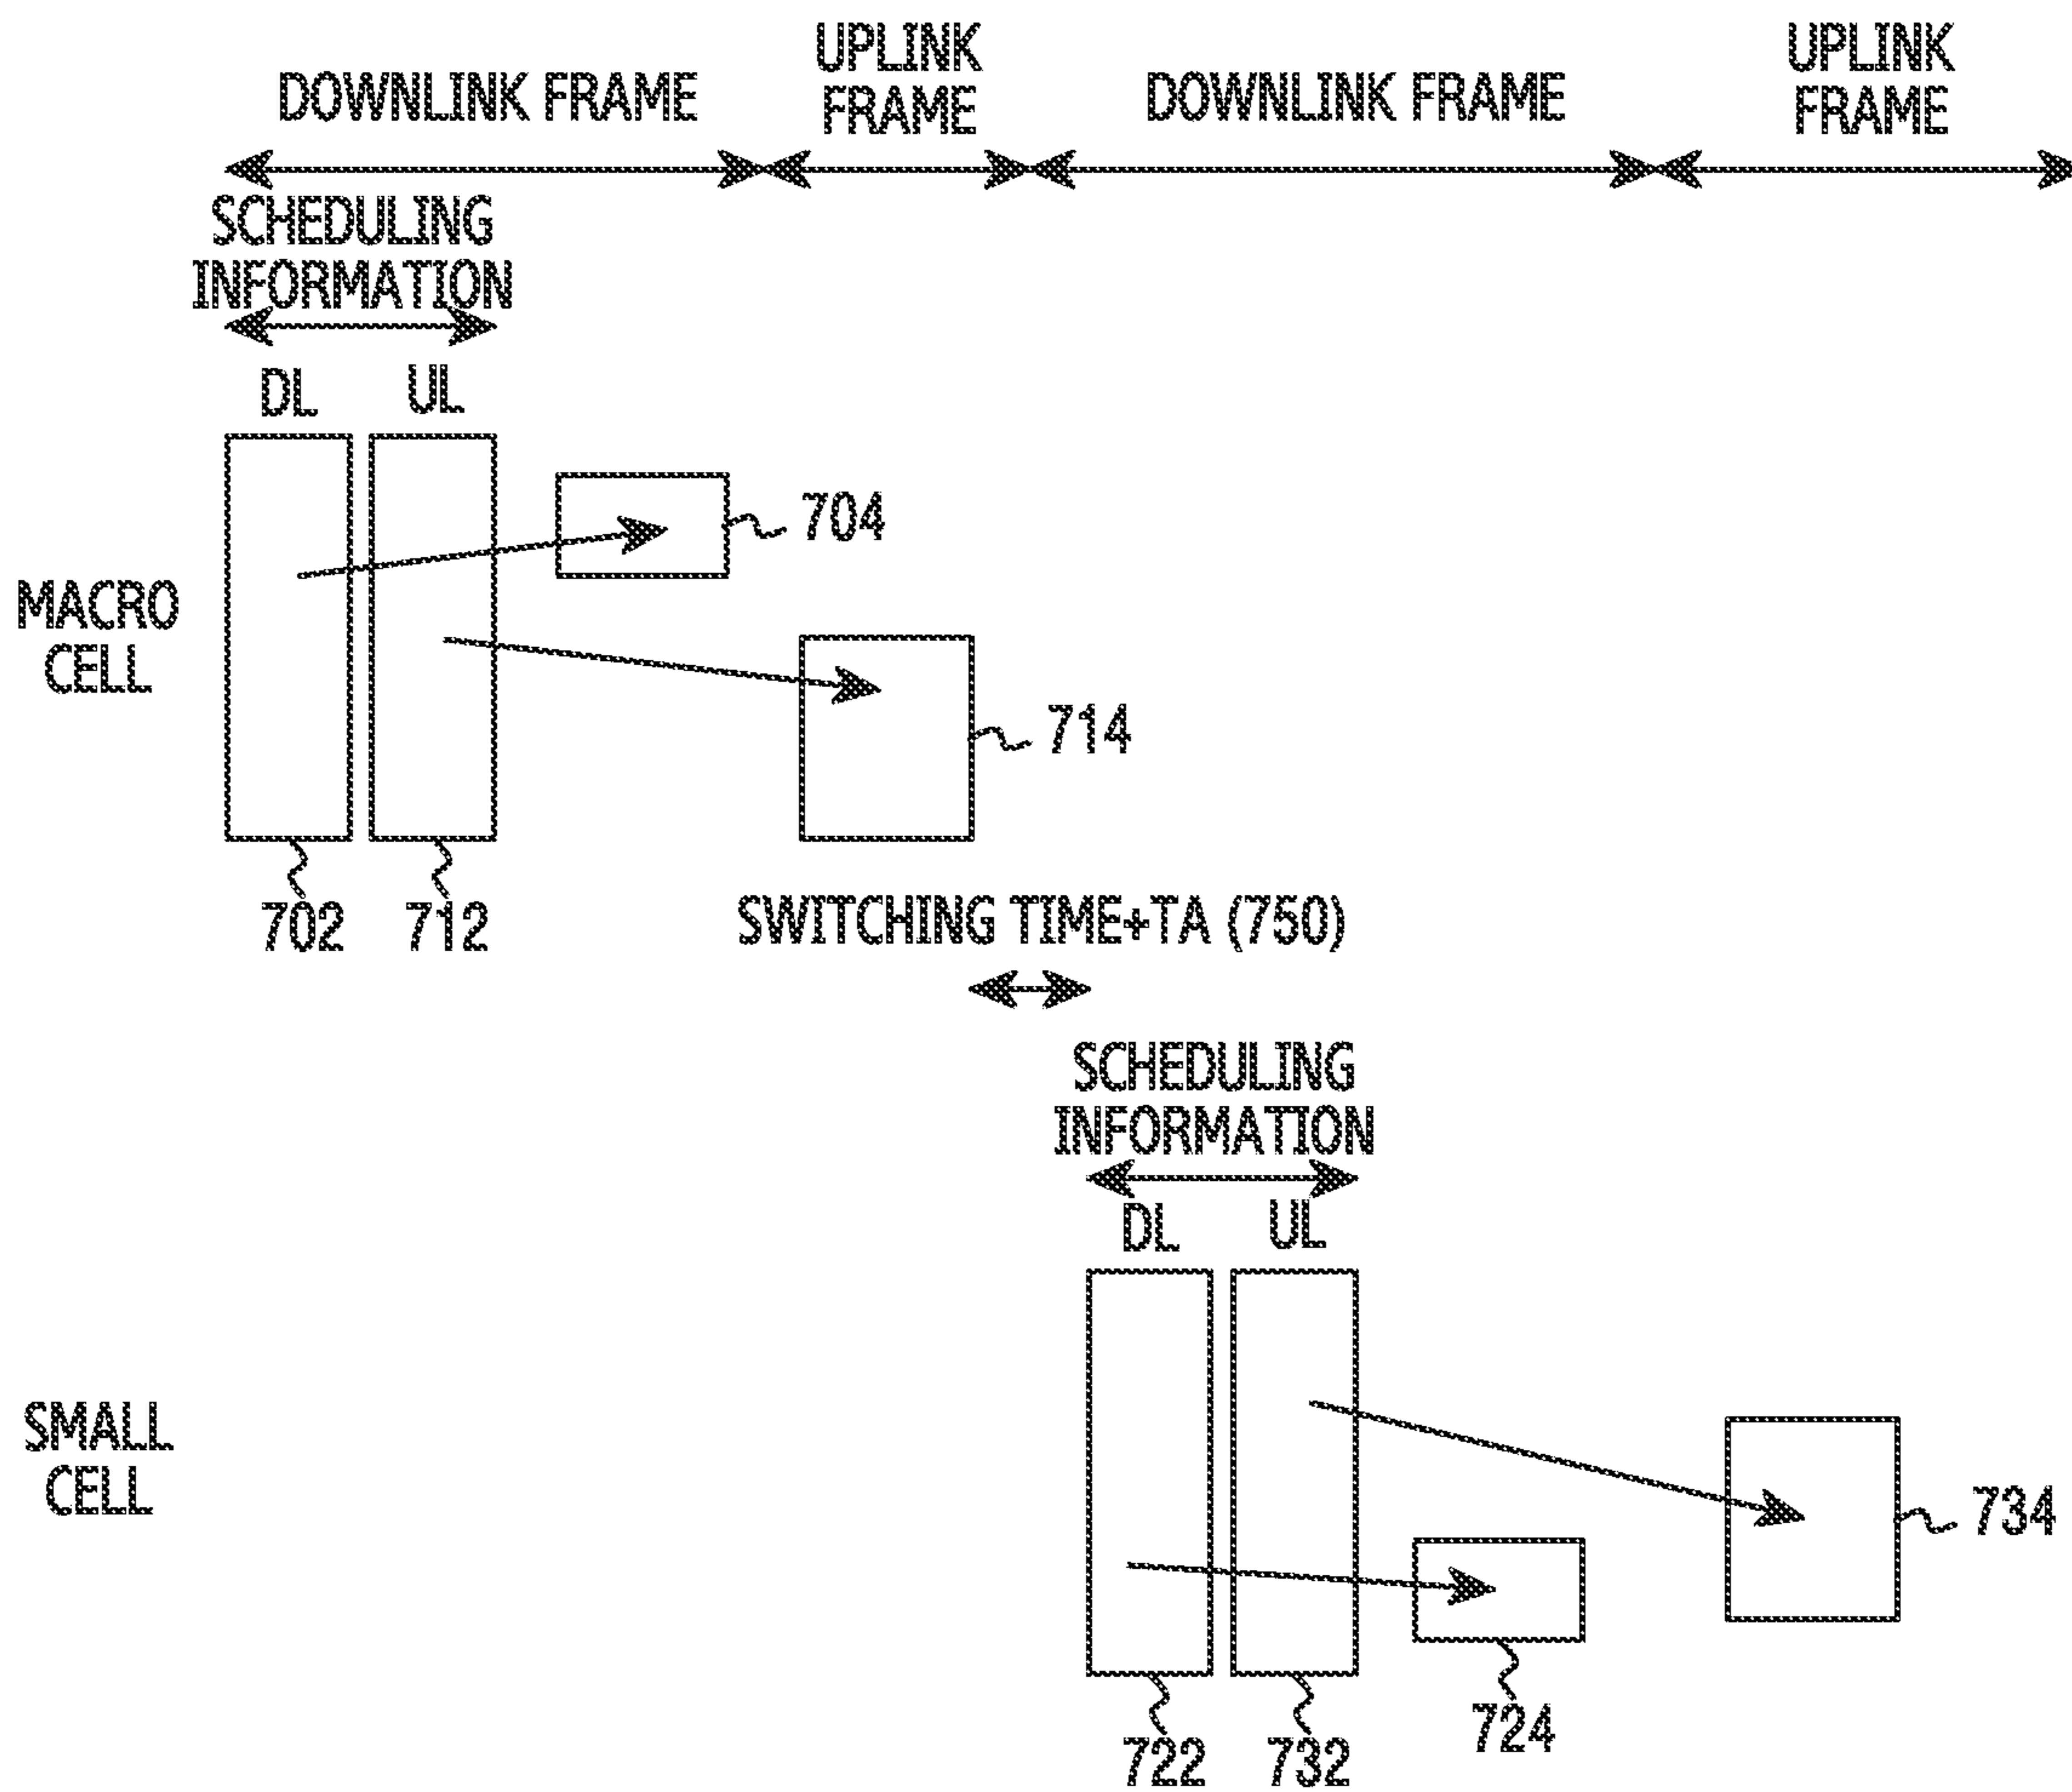 DOWNLINK FRAME
UPLINK
FRAME
DOWNLINK FRAME
UPLINK
FRAME
SCHEDULING
INFORMATION
DL
UL
704
MACRO
CELL
714
702
712
SWITCHING TIME+TA (750)
SCHEDULING
INFORMATION
DL
UL
SMALL
CELL
734
724
722
732